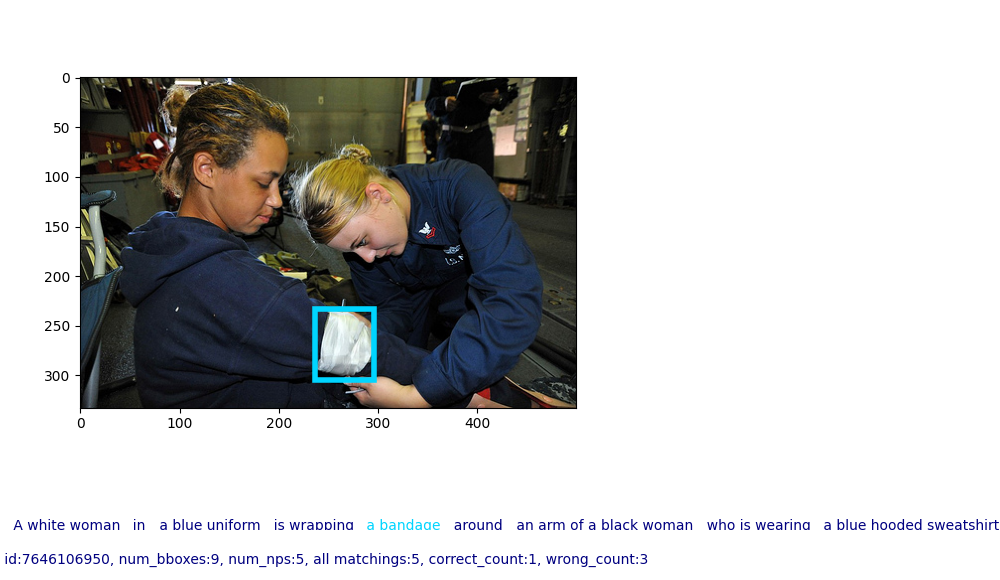 0
50
100
150
200
250
300
0 100 200 300 400
U.S. N
A white woman in a blue uniform is wrapping a bandage around an arm of a black woman who is wearing a blue hooded sweatshirt
id:7646106950, num_bboxes:9, num_nps:5, all matchings:5, correct_count:1, wrong_count:3